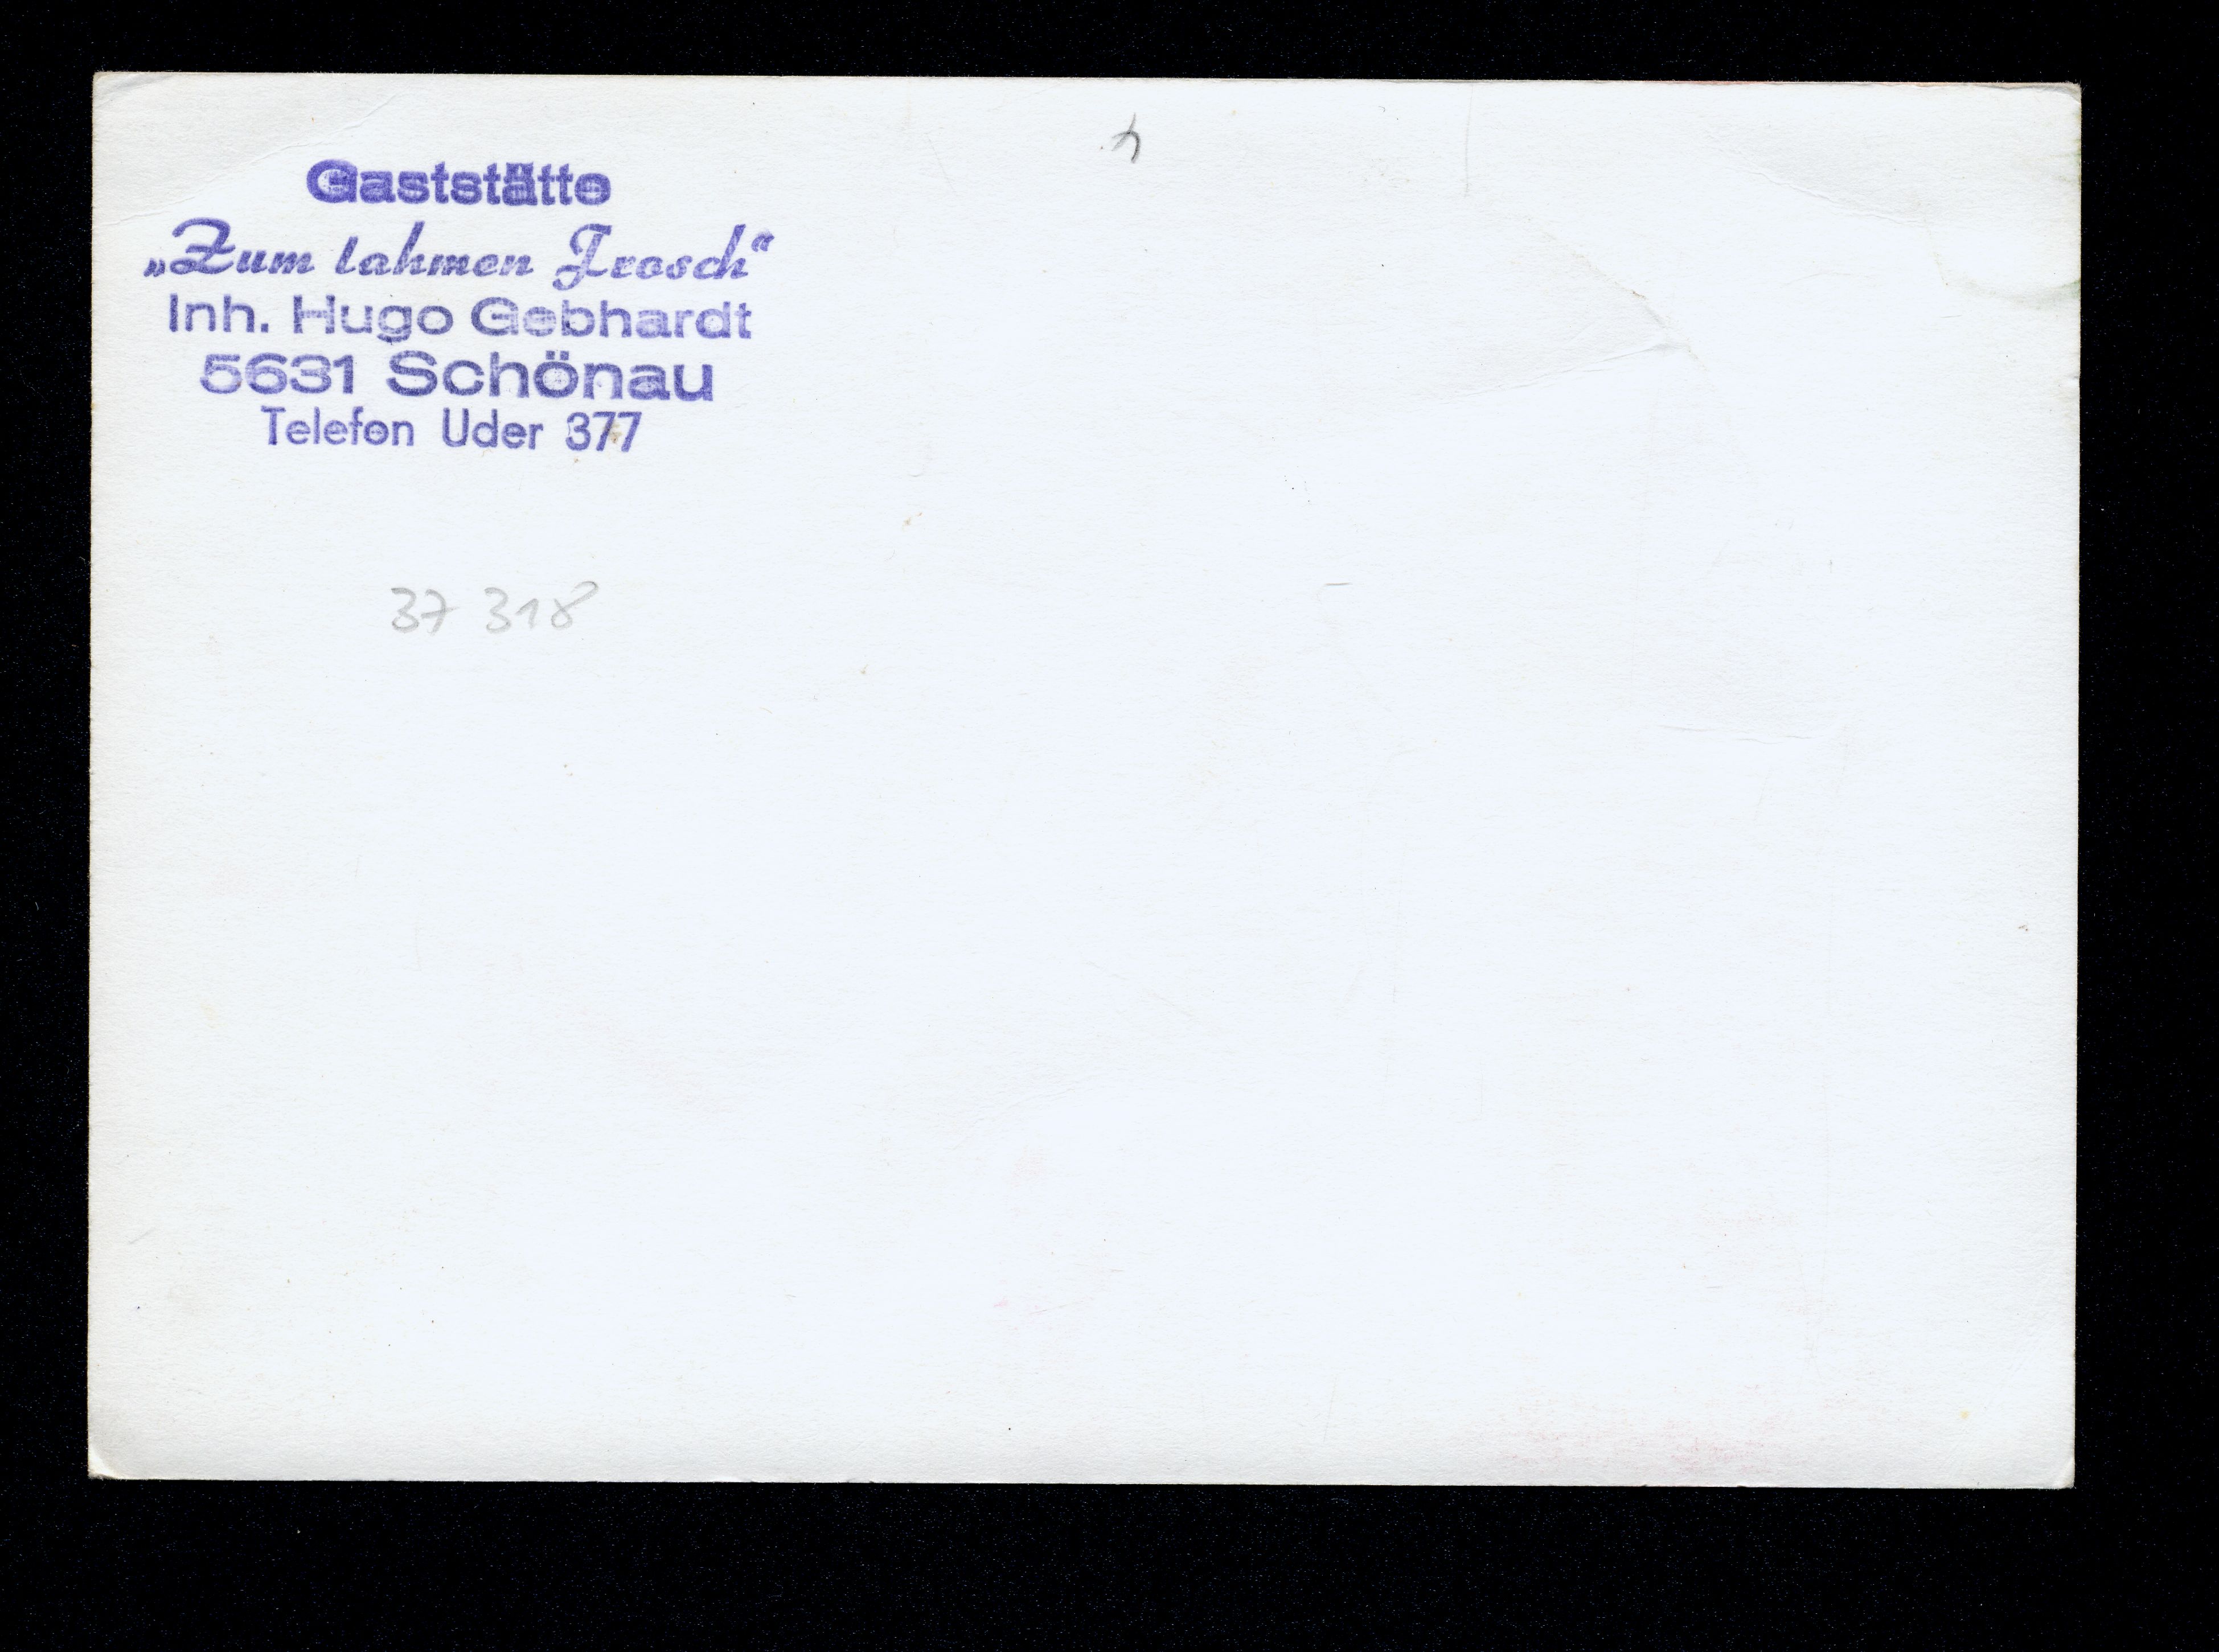 Gaststätte
„Zum lahmen Frosch“
Inh. Hugo Gebhardt
5631 Schönau
Telefon Uder 377
37 318